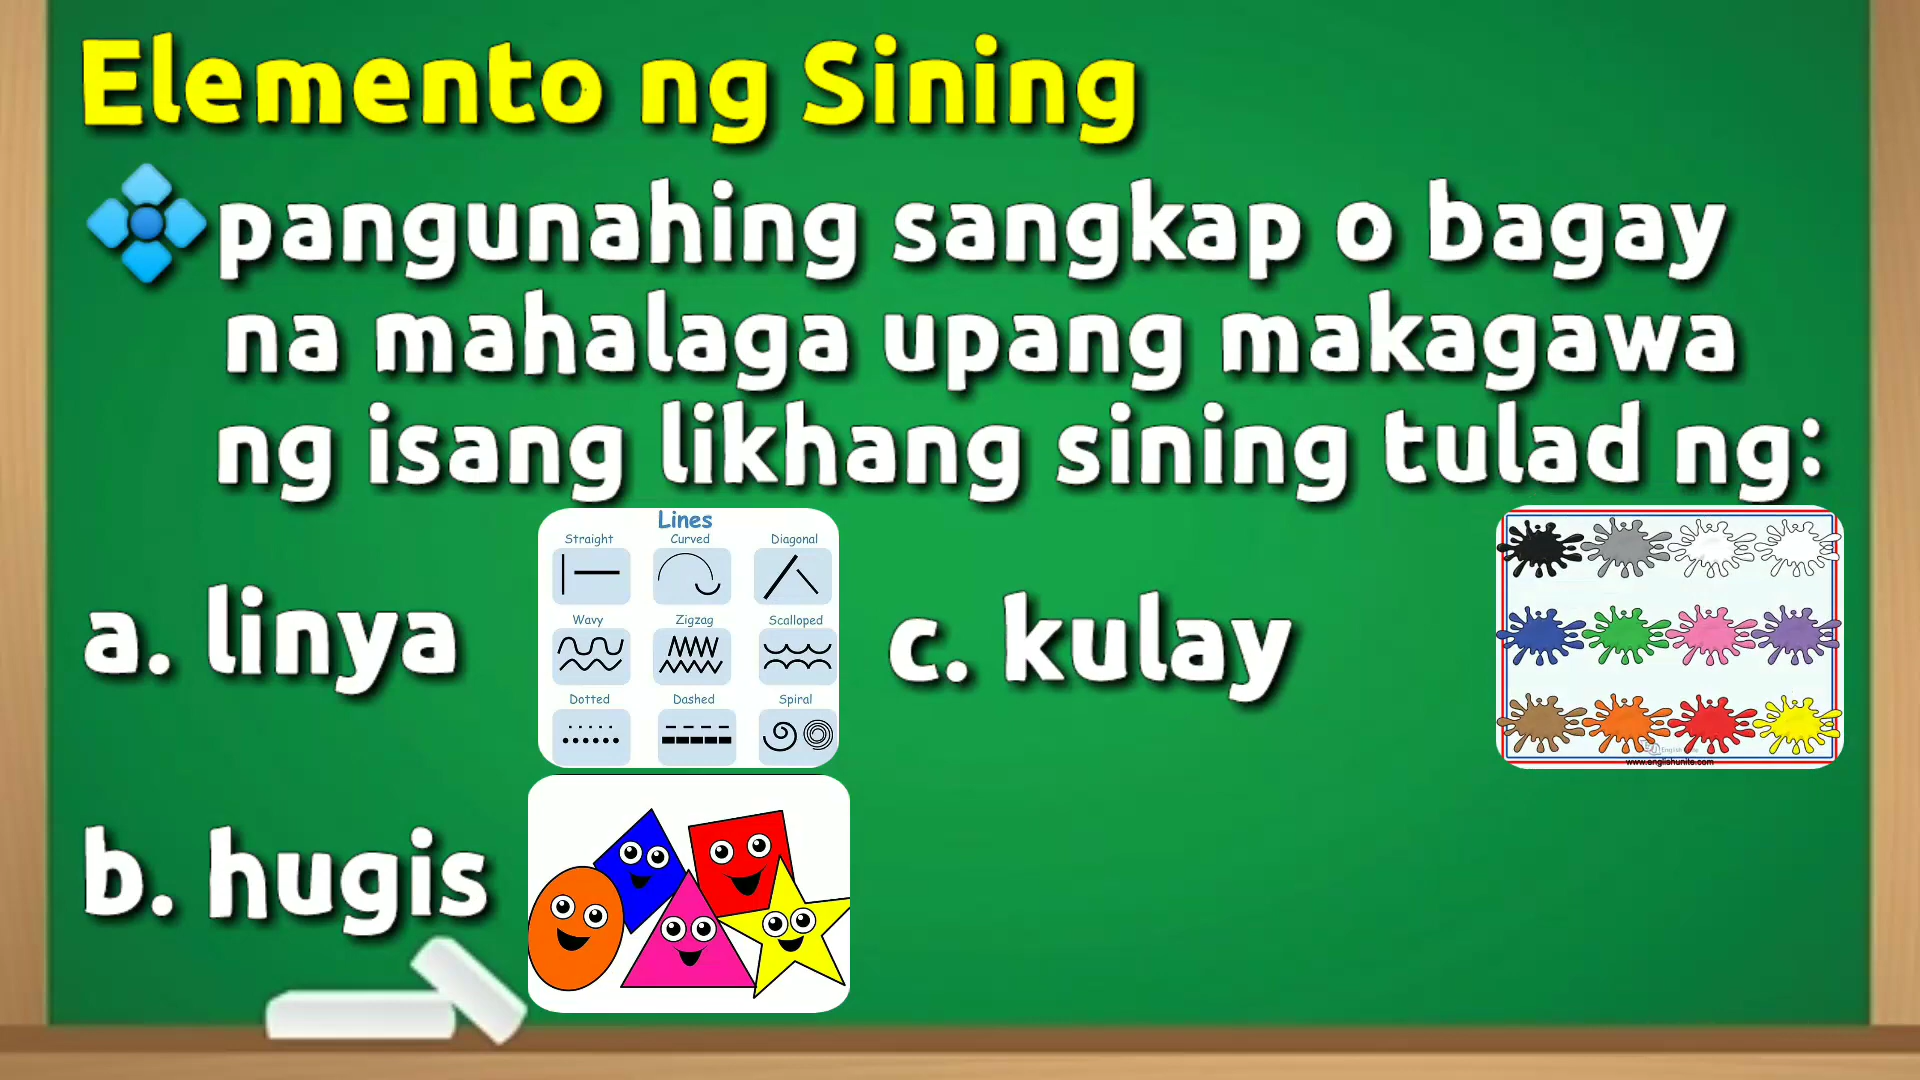 Elemento ng Sining
pangunahing sangkap o bagay
na mahalaga upang makagawa
ng isang likhang sining tulad ng:
a. linya
Lines
Straight Curved Diagonal
Wavy Zigzag Scalloped
Dotted Dashed Spiral
b. hugis
c. kulay
www.englishunite.com